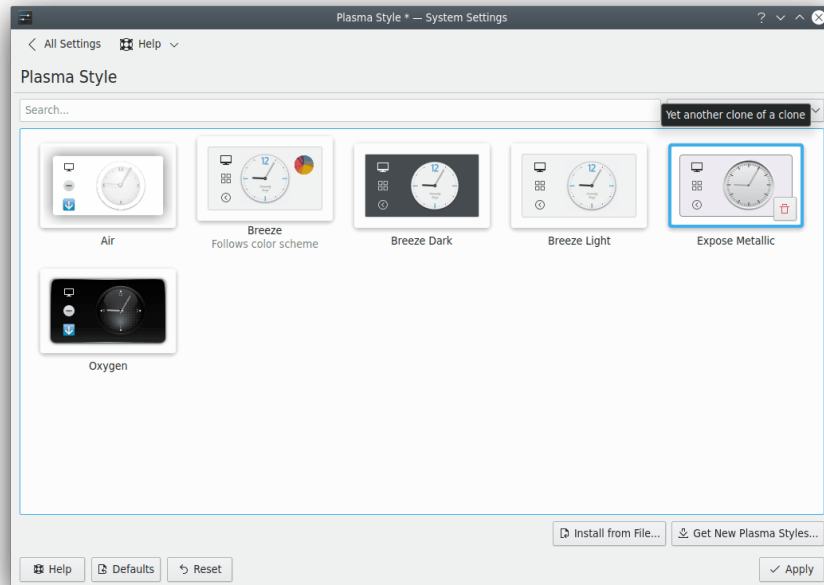 Plasma Style * — System Settings
All Settings
Help
Plasma Style
Search...
Yet another clone of a clone
12
12
12
Air
Breeze
Follows color scheme
Breeze Dark
Breeze Light
Expose Metallic
Oxygen
Install from File...
Get New Plasma Styles...
Help
Defaults
Reset
Apply